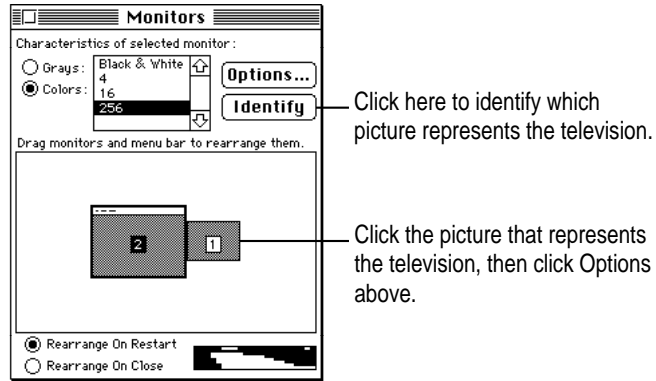 Monitors
Characteristics of selected monitor :
Grays :
Colors :
Black & White
4
16
256
Options...
Identify
Click here to identify which
picture represents the television.
Drag monitors and menu bar to rearrange them.
2
1
Click the picture that represents
the television, then click Options
above.
Rearrange On Restart
Rearrange On Close